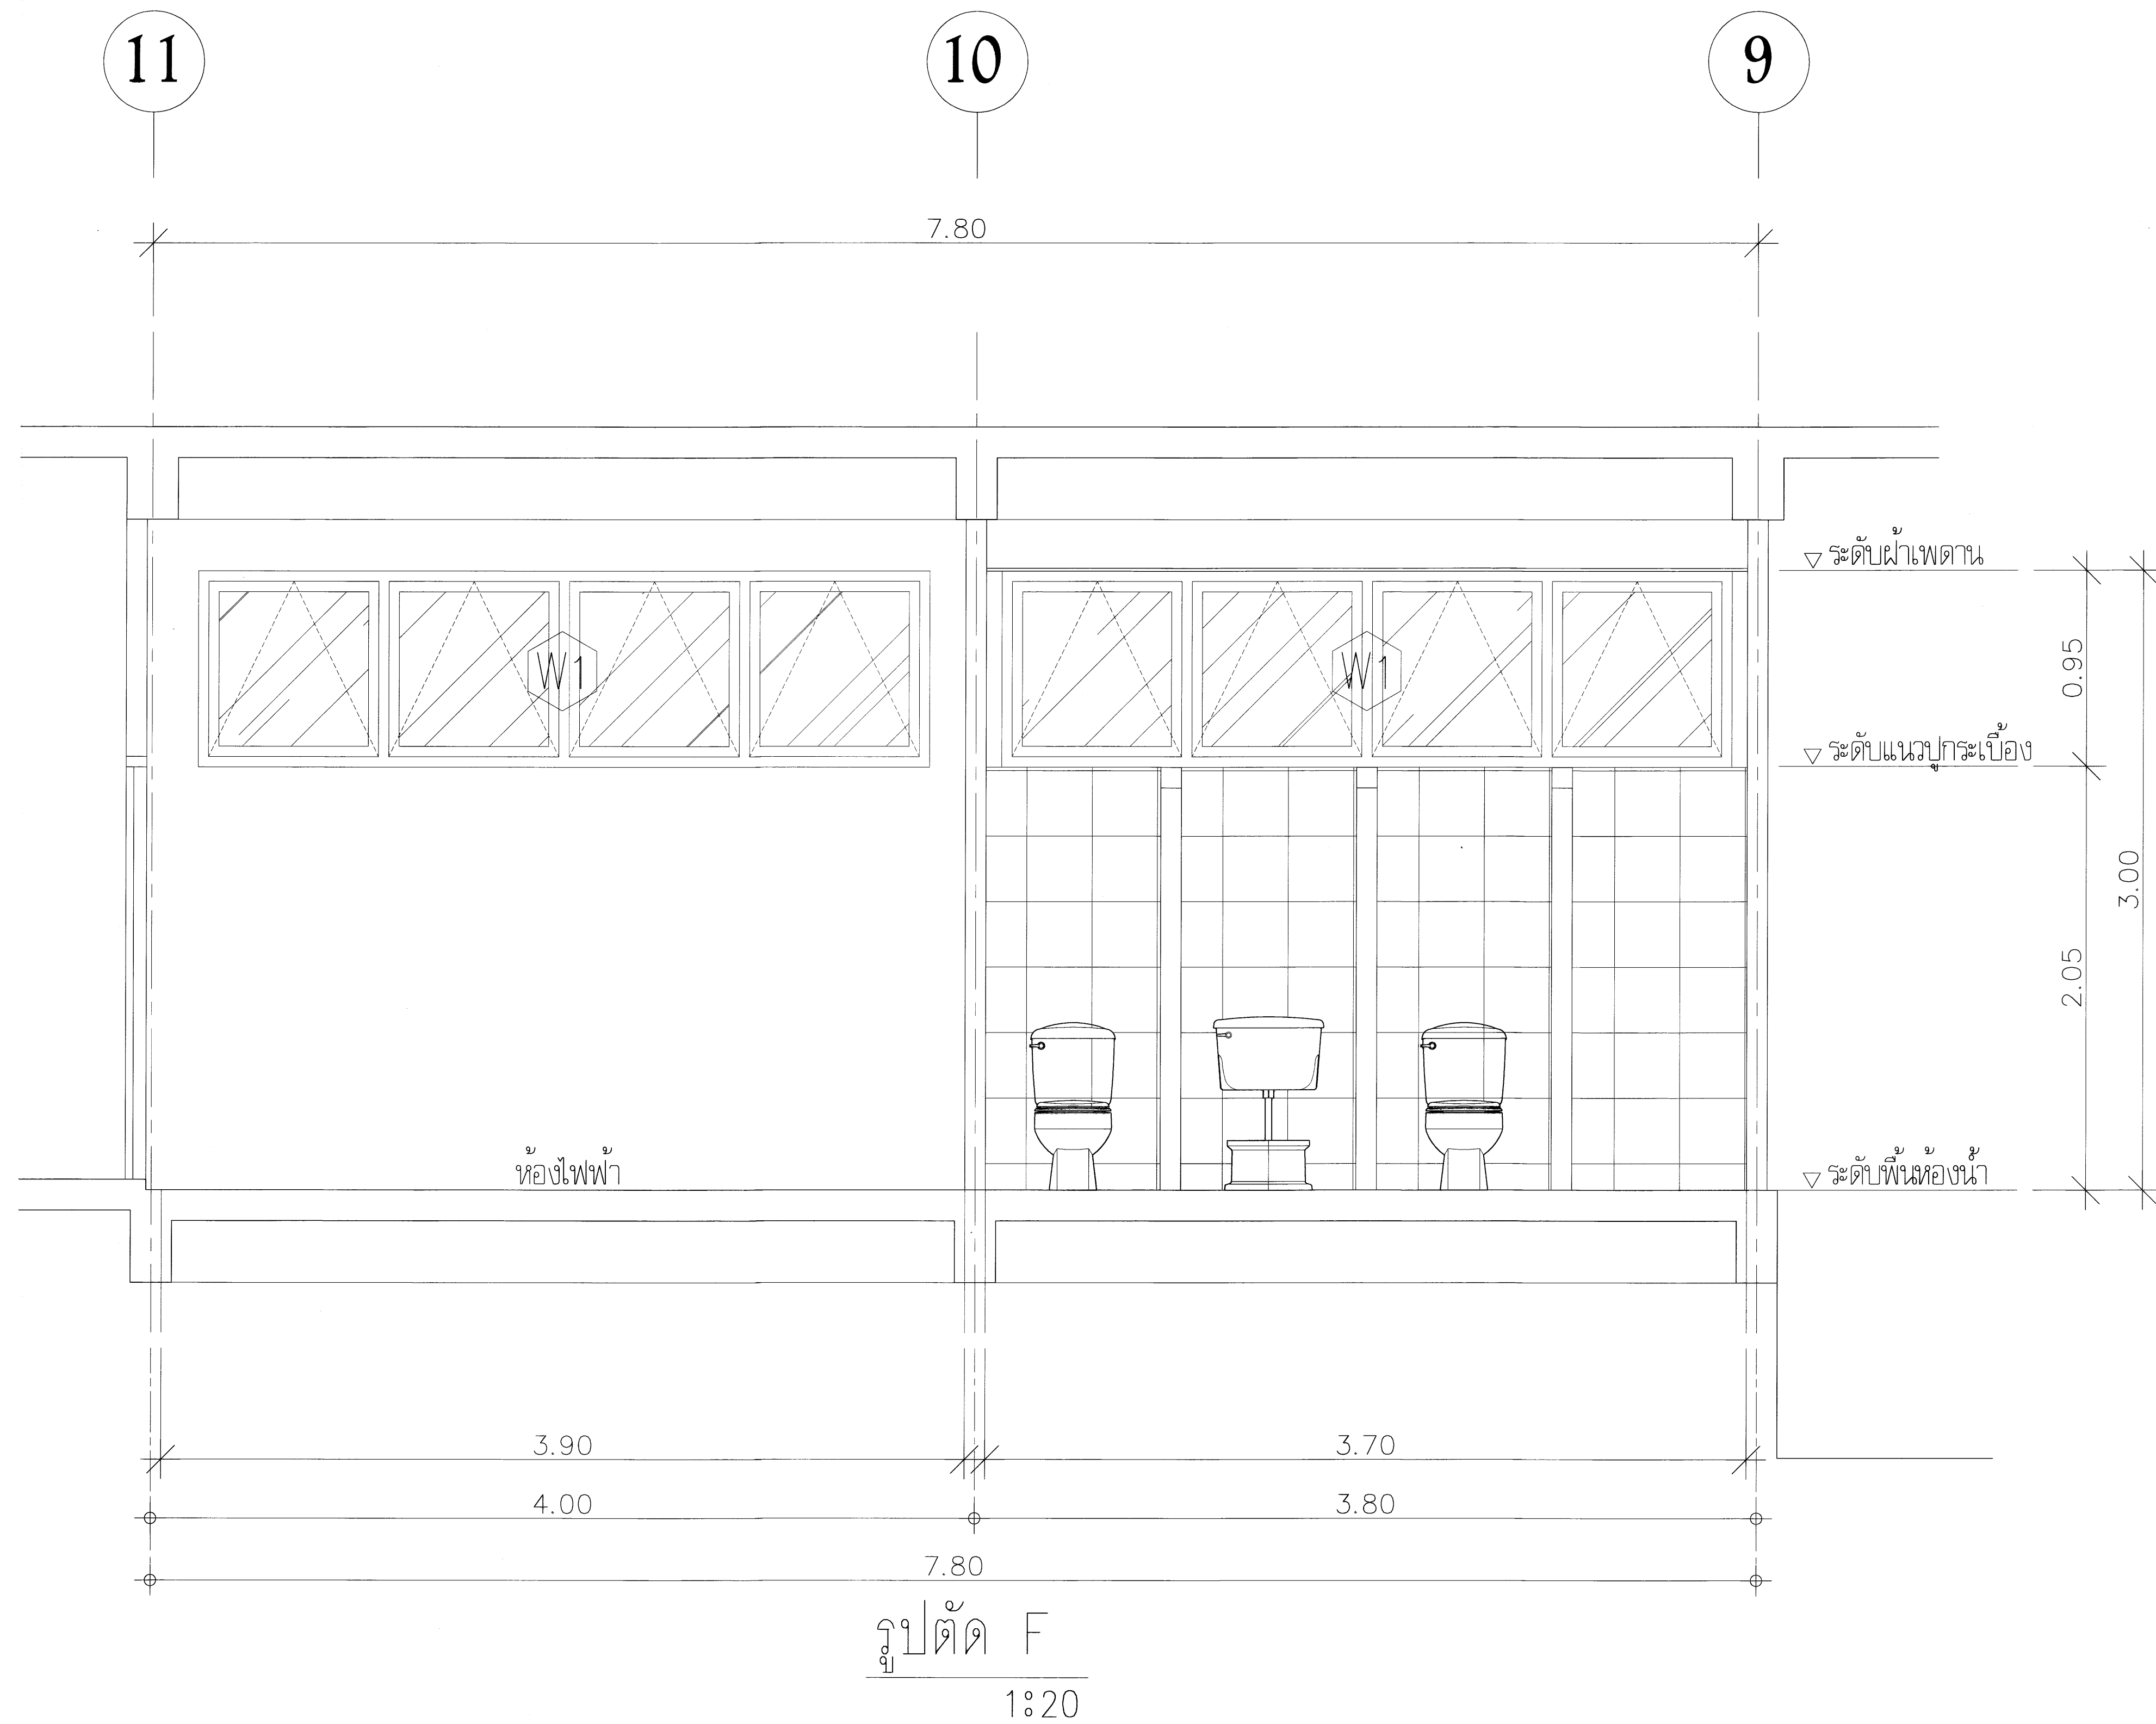 11
10
9
7.80
ระดับฝ้าเพดาน
W1
W1
0.95
ระดับแนวปูกระเบื้อง
3.00
2.05
ห้องไฟฟ้า
ระดับพื้นห้องน้ำ
3.90
3.70
4.00
3.80
7.80
รูปตัด F
1:20